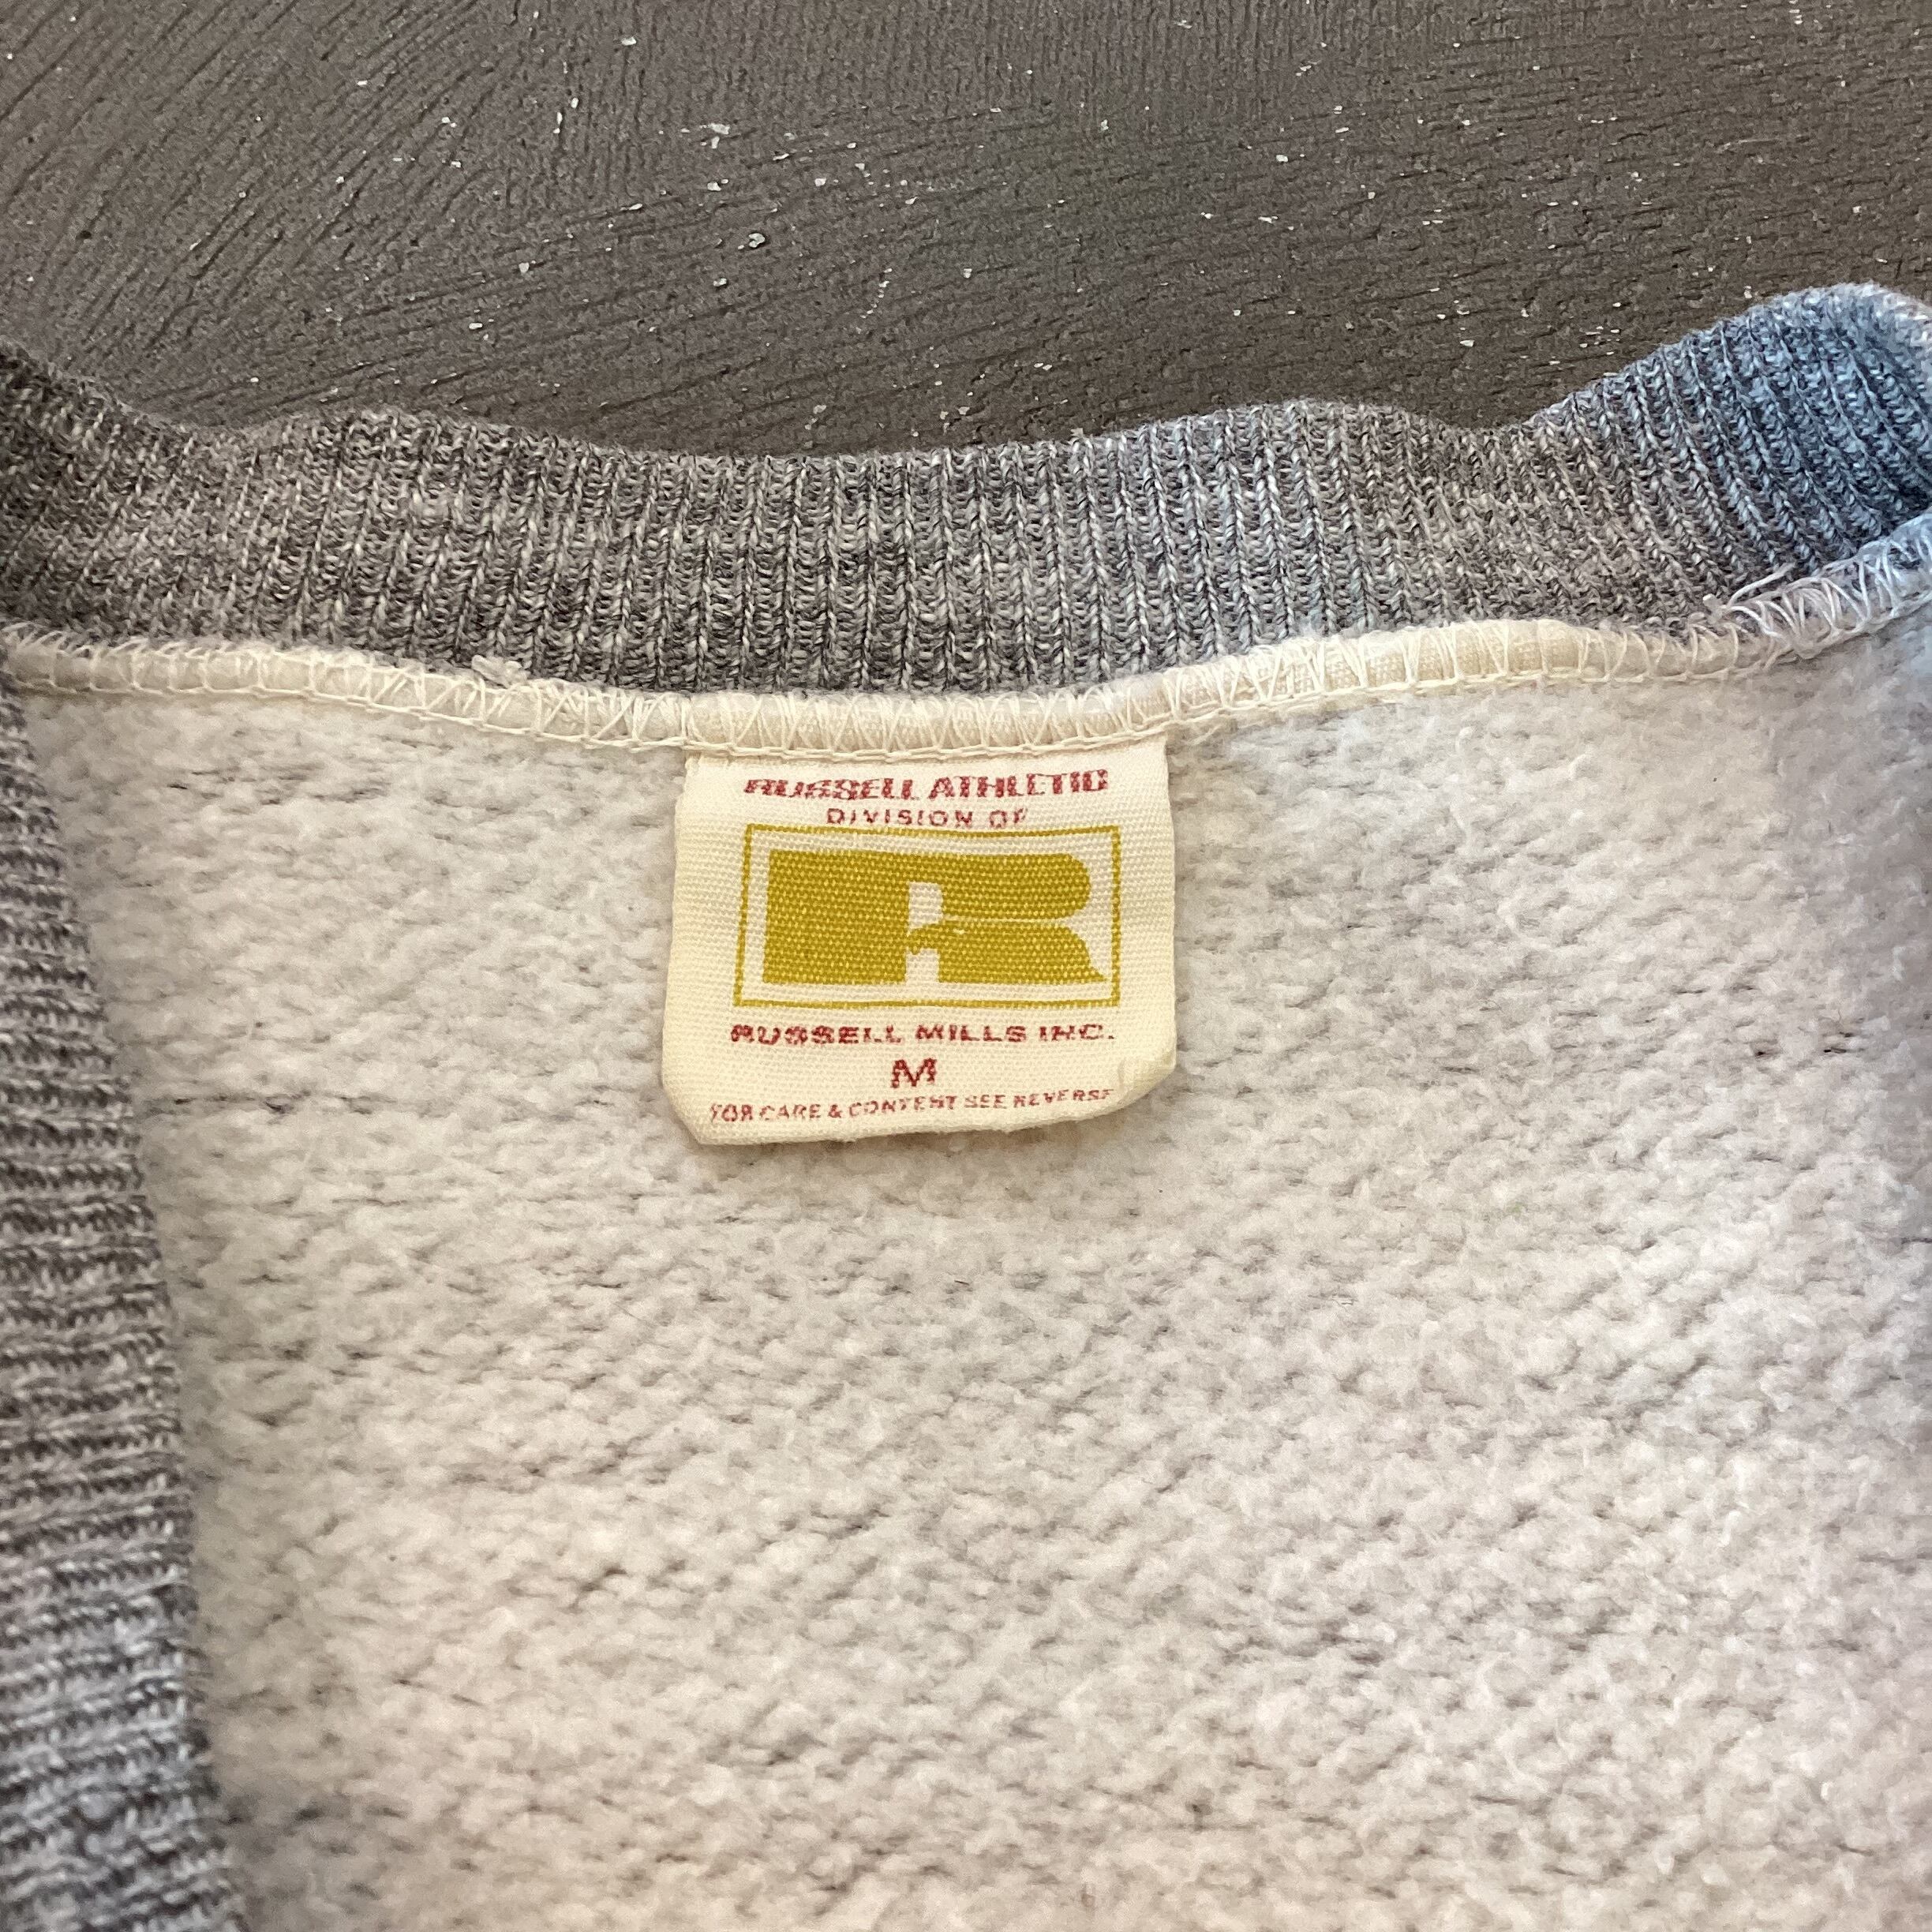 RUSSELL ATHLETIC
DIVISION OF
R
RUSSELL MILLS INC.
M
FOR CARE & CONTENT SEE REVERSE